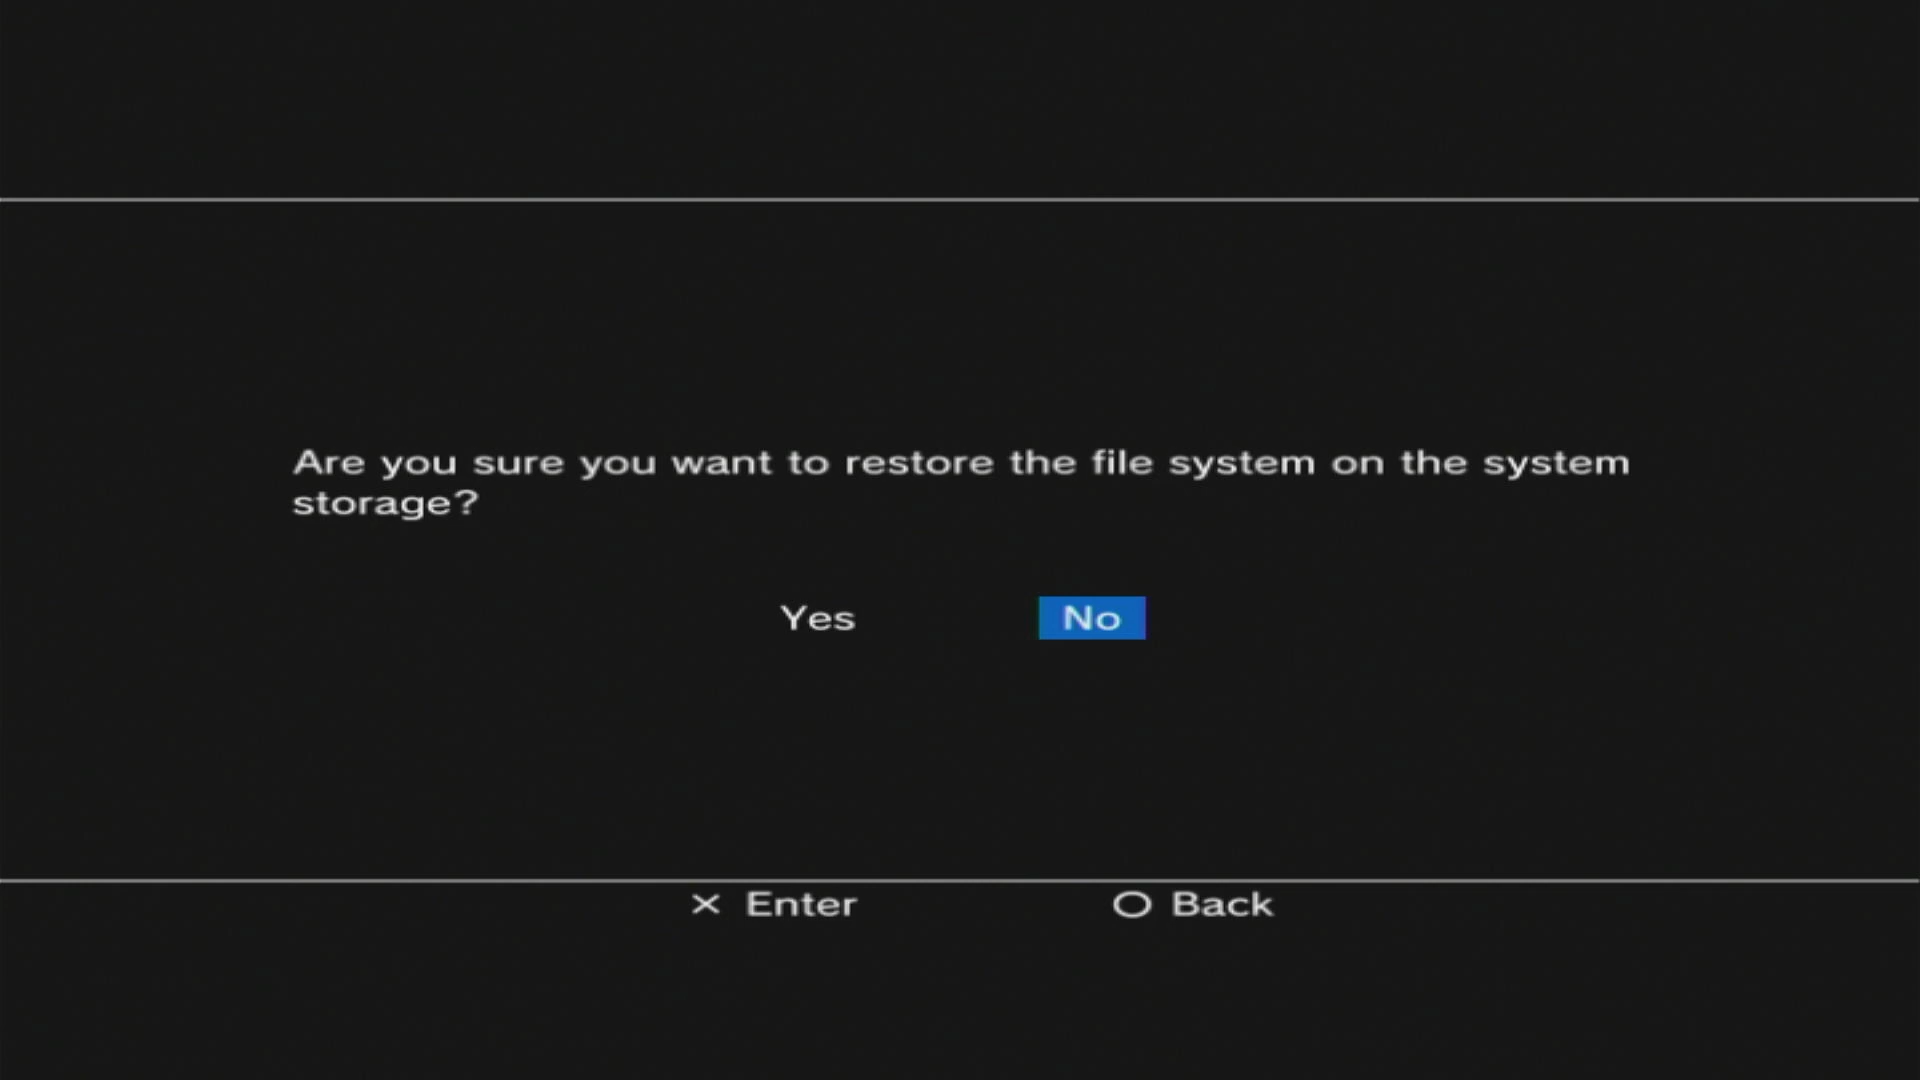 Are you sure you want to restore the file system on the system
storage?
Yes No
× Enter ○ Back